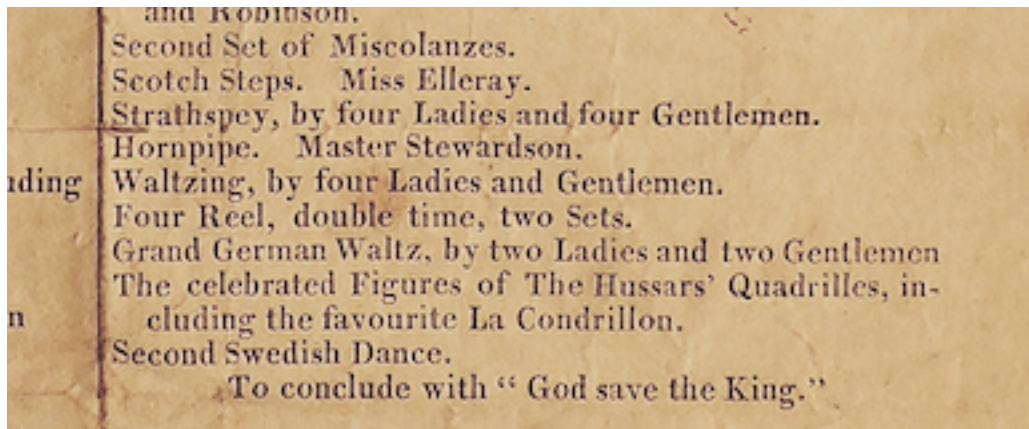 and Robinson.
Second Set of Miscolanzes.
Scotch Steps. Miss Elleray.
Strathspey, by four Ladies and four Gentlemen.
Hornpipe. Master Stewardson.
ding Waltzing, by four Ladies and Gentlemen.
Four Reel, double time, two Sets.
Grand German Waltz, by two Ladies and two Gentlemen
The celebrated Figures of The Hussars' Quadrilles, in-
n cluding the favourite La Condrillon.
Second Swedish Dance.
To conclude with “ God save the King.”